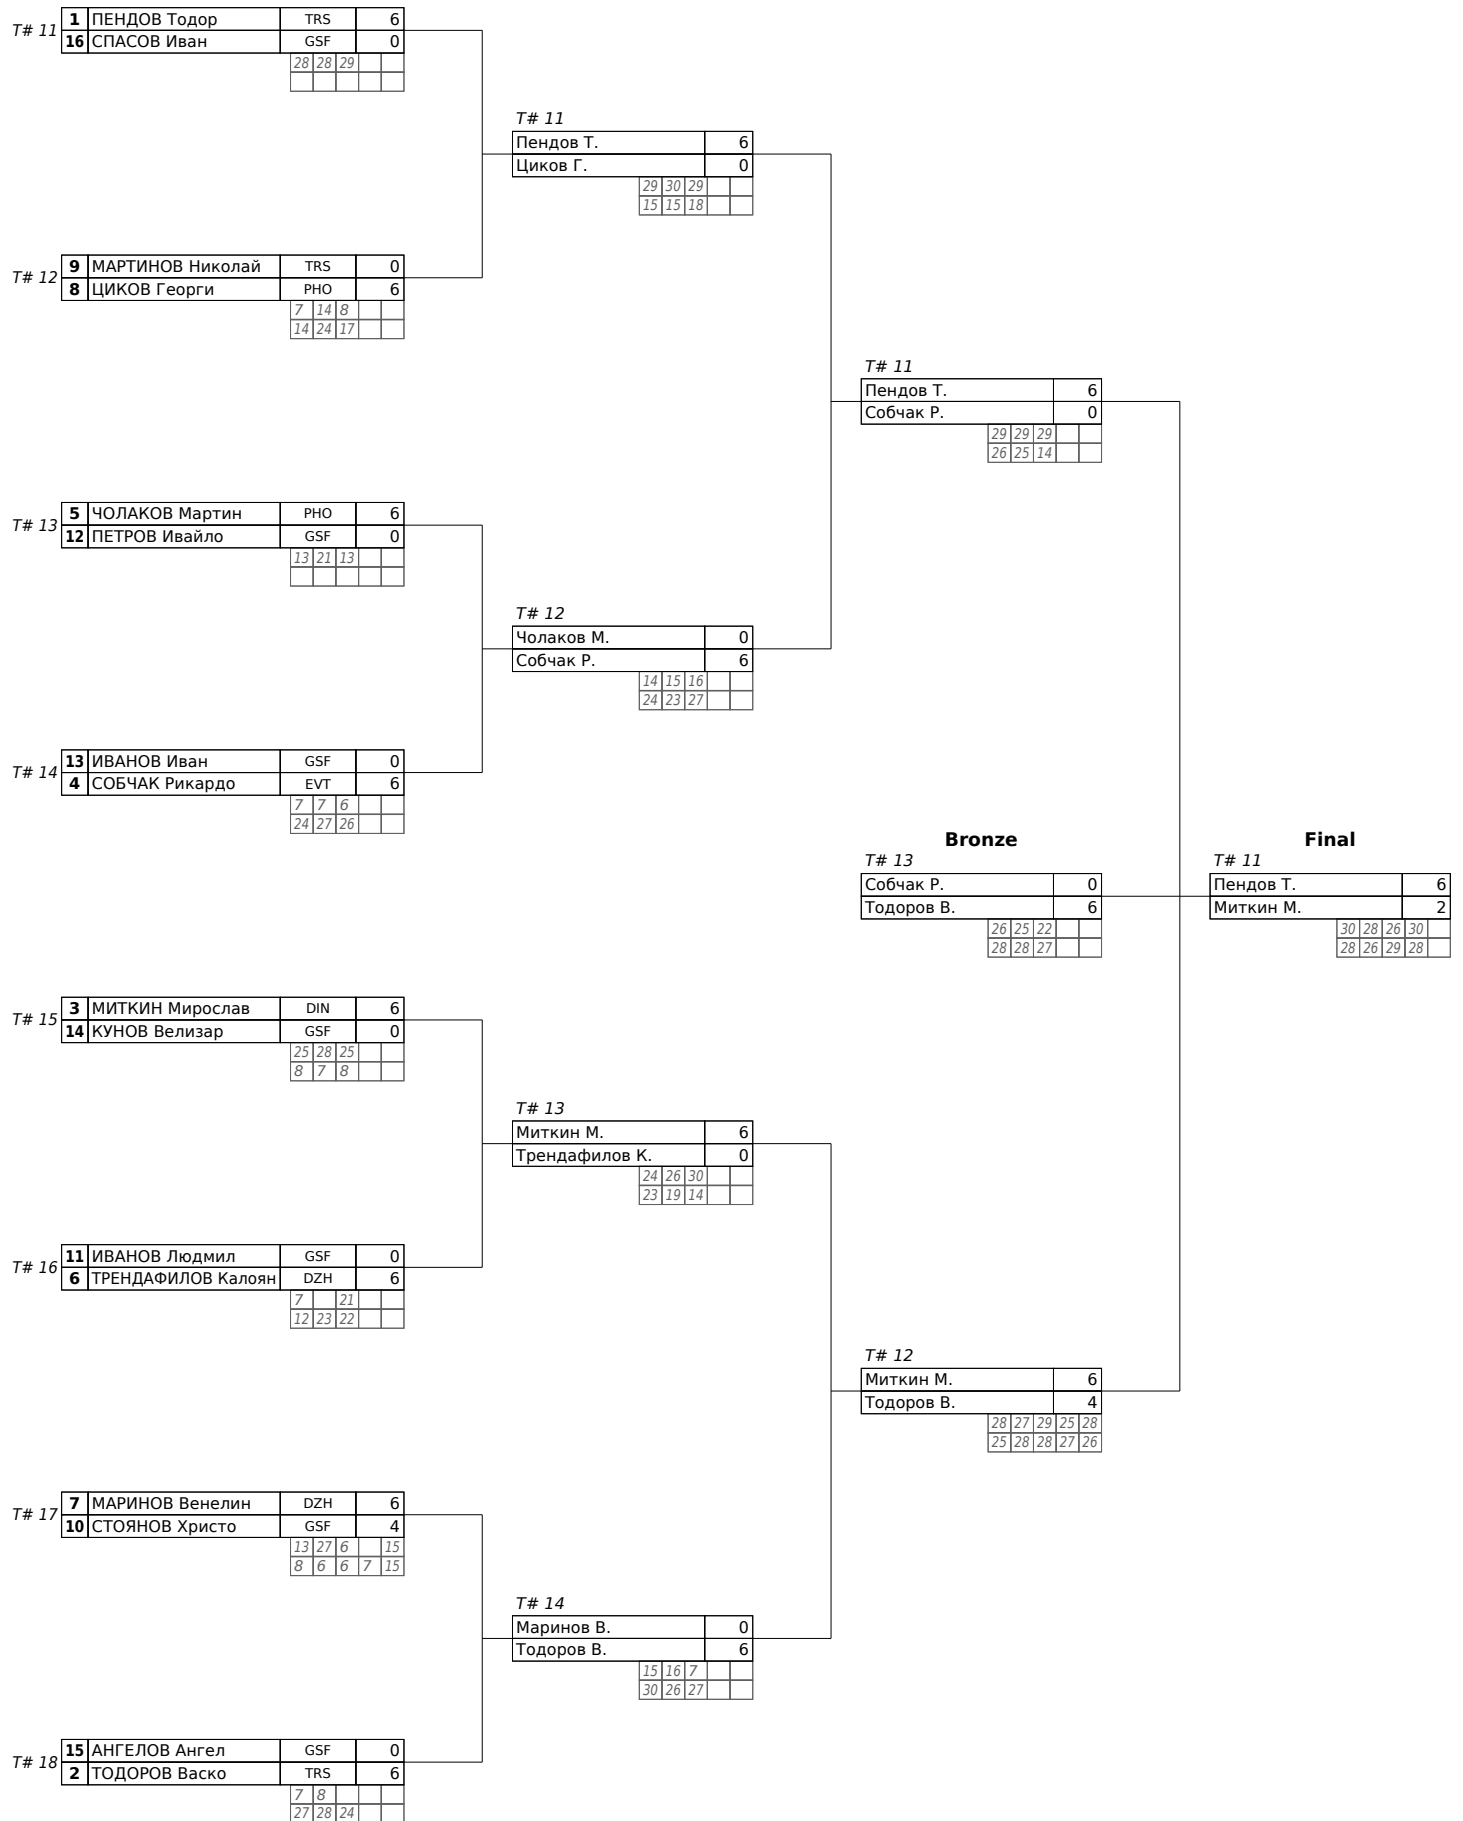 T# 11
1 ПЕНДОВ Тодор TRS 6
16 СПАСОВ Иван GSF 0
28 28 29
T# 11
Пендов Т. 6
Циков Г. 0
29 30 29
15 15 18
T# 12
9 МАРТИНОВ Николай TRS 0
8 ЦИКОВ Георги PHO 6
7 14 8
14 24 17
T# 11
Пендов Т. 6
Собчак Р. 0
29 29 29
26 25 14
T# 13
5 ЧОЛАКОВ Мартин PHO 6
12 ПЕТРОВ Ивайло GSF 0
13 21 13
T# 12
Чолаков М. 0
Собчак Р. 6
14 15 16
24 23 27
T# 14
13 ИВАНОВ Иван GSF 0
4 СОБЧАК Рикардо EVT 6
7 7 6
24 27 26
Bronze
T# 13
Собчак Р. 0
Тодоров В. 6
26 25 22
28 28 27
Final
T# 11
Пендов Т. 6
Миткин М. 2
30 28 26 30
28 26 29 28
T# 15
3 МИТКИН Мирослав DIN 6
14 КУНОВ Велизар GSF 0
25 28 25
8 7 8
T# 13
Миткин М. 6
Трендафилов К. 0
24 26 30
23 19 14
T# 16
11 ИВАНОВ Людмил GSF 0
6 ТРЕНДАФИЛОВ Калоян DZH 6
7 21
12 23 22
T# 12
Миткин М. 6
Тодоров В. 4
28 27 29 25 28
25 28 28 27 26
T# 17
7 МАРИНОВ Венелин DZH 6
10 СТОЯНОВ Христо GSF 4
13 27 6 15
8 6 6 7 15
T# 14
Маринов В. 0
Тодоров В. 6
15 16 7
30 26 27
T# 18
15 АНГЕЛОВ Ангел GSF 0
2 ТОДОРОВ Васко TRS 6
7 8
27 28 24